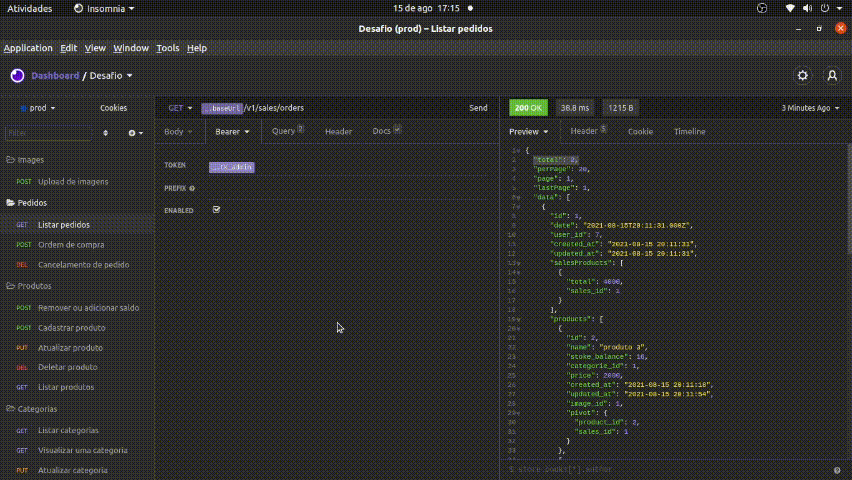 Atividades Insomnia 15 de ago 17:15
Desafio (prod) – Listar pedidos
Application Edit View Window Tools Help
Dashboard / Desafio
prod Cookies
GET _.baseUrl /v1/sales/orders Send
200 OK 38.8 ms 1215 B 3 Minutes Ago
Filter
Body Bearer Query 7 Header Docs
Preview Header 5 Cookie Timeline
Images
POST Upload de imagens
Pedidos
GET Listar pedidos
POST Ordem de compra
DEL Cancelamento de pedido
Produtos
POST Remover ou adicionar saldo
POST Cadastrar produto
PUT Atualizar produto
DEL Deletar produto
GET Listar produtos
Categorias
GET Listar categorias
GET Visualizar uma categoria
PUT Atualizar categoria
TOKEN
PREFIX
ENABLED
1 {
2 "total": 2,
3 "perPage": 20,
4 "page": 1,
5 "lastPage": 1,
6 "data": [
7 {
8 "id": 1,
9 "date": "2021-08-15T20:11:31.000Z",
10 "user_id": 7,
11 "created_at": "2021-08-15 20:11:31",
12 "updated_at": "2021-08-15 20:11:31",
13 "salesProducts": [
14 {
15 "total": 4000,
16 "sales_id": 1
17 }
18 ],
19 "products": [
20 {
21 "id": 2,
22 "name": "produto 3",
23 "stoke_balance": 10,
24 "categorie_id": 1,
25 "price": 2000,
26 "created_at": "2021-08-15 20:11:10",
27 "updated_at": "2021-08-15 20:11:54",
28 "image_id": 1,
29 "pivot": {
30 "product_id": 2,
31 "sales_id": 1
32 }
33 },
$.store.books[*].author